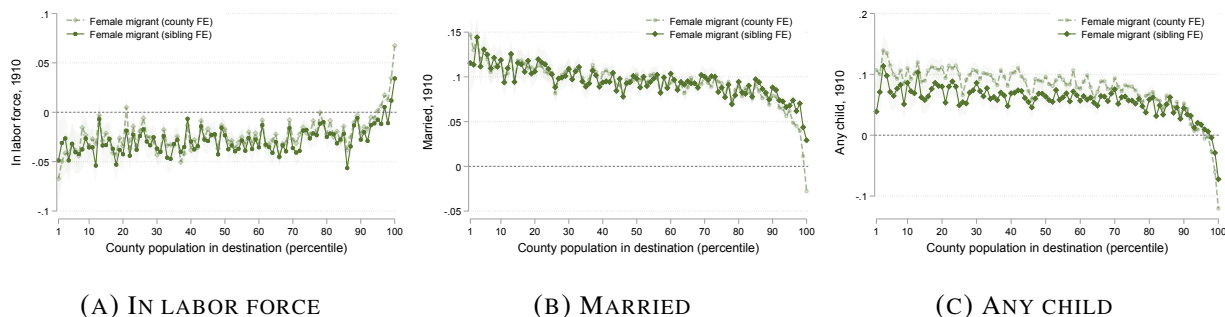 Female migrant (county FE)
Female migrant (sibling FE)
In labor force, 1910
.1
.05
0
-.05
-.1
1 10 20 30 40 50 60 70 80 90 100
County population in destination (percentile)
(A) IN LABOR FORCE
Female migrant (county FE)
Female migrant (sibling FE)
Married, 1910
.15
.1
.05
0
-.05
1 10 20 30 40 50 60 70 80 90 100
County population in destination (percentile)
(B) MARRIED
Female migrant (county FE)
Female migrant (sibling FE)
Any child, 1910
.2
.1
0
-.1
1 10 20 30 40 50 60 70 80 90 100
County population in destination (percentile)
(C) ANY CHILD